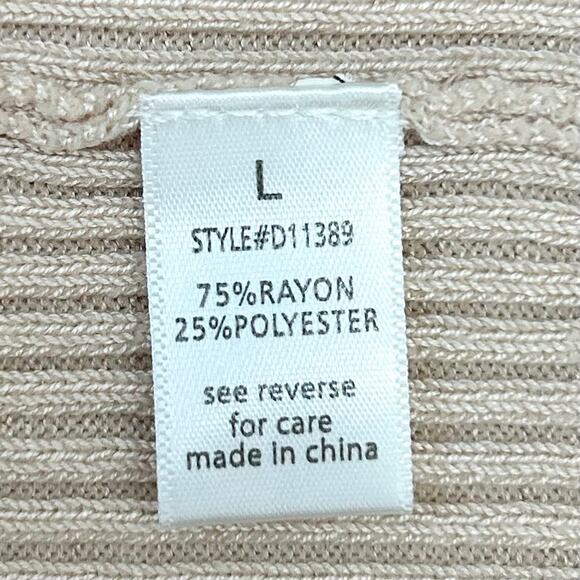 L
STYLE#D11389
75%RAYON
25%POLYESTER
see reverse
for care
made in china